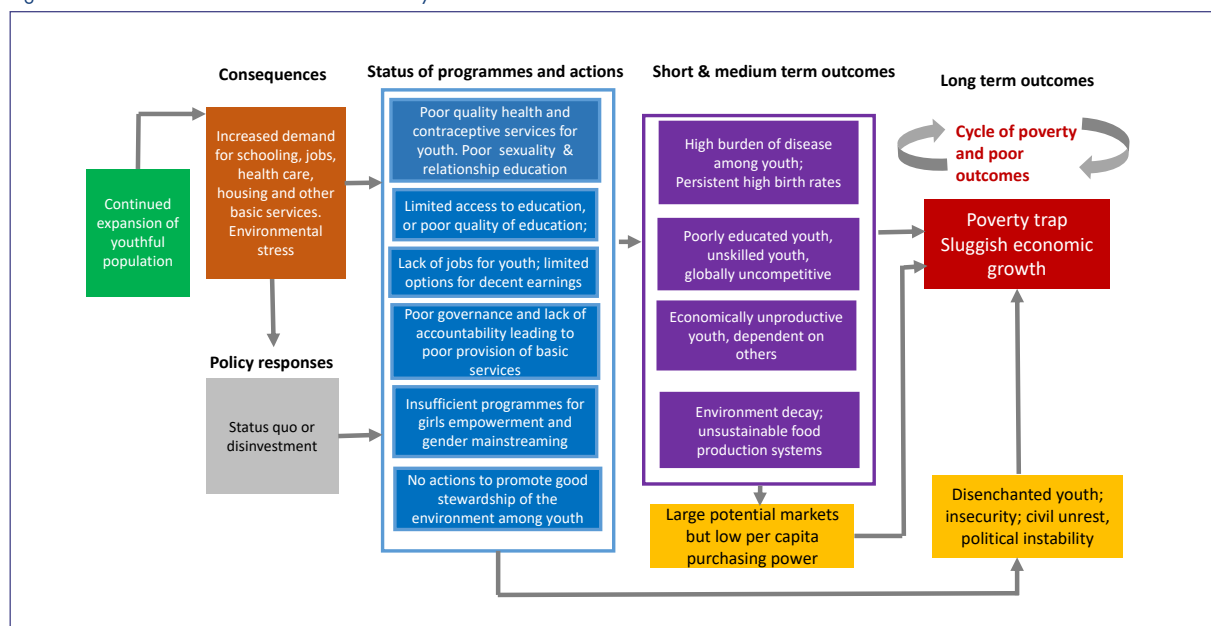 Consequences
Status of programmes and actions
Short & medium term outcomes
Long term outcomes
Continued
expansion of
youthful
population
Increased demand
for schooling, jobs,
health care,
housing and other
basic services.
Environmental
stress
Policy responses
Status quo or
disinvestment
Poor quality health and
contraceptive services for
youth. Poor sexuality &
relationship education
Limited access to education,
or poor quality of education;
Lack of jobs for youth; limited
options for decent earnings
Poor governance and lack of
accountability leading to
poor provision of basic
services
Insufficient programmes for
girls empowerment and
gender mainstreaming
No actions to promote good
stewardship of the
environment among youth
High burden of disease
among youth;
Persistent high birth rates
Poorly educated youth,
unskilled youth,
globally uncompetitive
Economically unproductive
youth, dependent on
others
Environment decay;
unsustainable food
production systems
Large potential markets
but low per capita
purchasing power
Cycle of poverty
and poor
outcomes
Poverty trap
Sluggish economic
growth
Disenchanted youth;
insecurity; civil unrest,
political instability